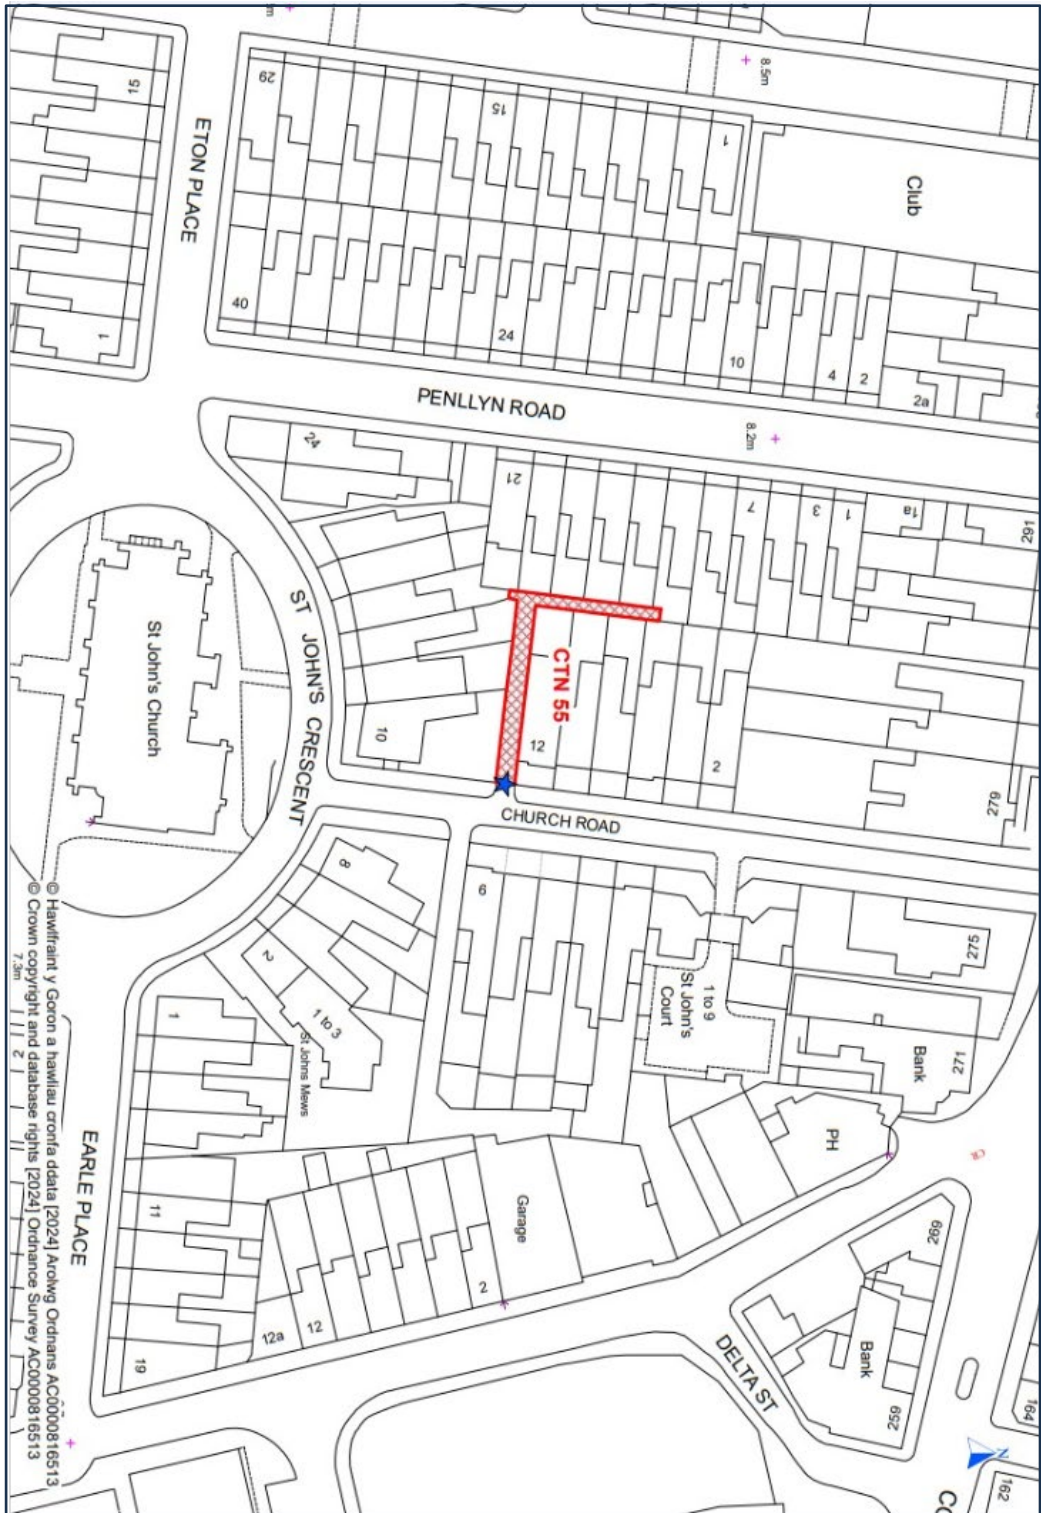 8.5m
15
ETON PLACE
29
15
1
Club
40
24
10
4
2
2a
1
PENLLYN ROAD
8.2m
24
21
7
3
1
1a
291
ST JOHN'S CRESCENT
St John's Church
CTN 55
10
12
2
279
CHURCH ROAD
8
6
2
1 to 3
St Johns Mews
1 to 9
St John's
Court
275
271
Bank
PH
CR
1
11
19
EARLE PLACE
12a
12
2
Garage
269
Bank
259
DELTA ST
164
162
N
Co
7.3m
2
© Hawlfraint y Goron a hawliau cronfa ddata [2024] Arolwg Ordnans AC0000816513
© Crown copyright and database rights [2024] Ordnance Survey AC0000816513